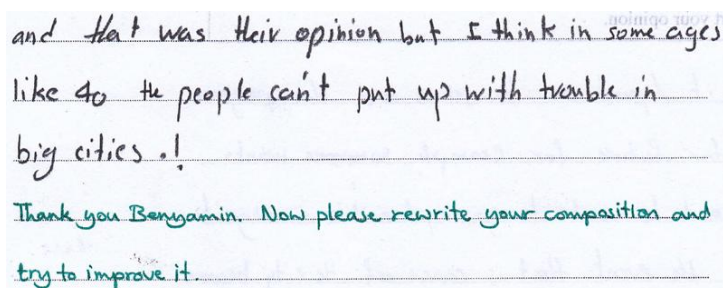 and that was their opinion but I think in some ages
like 40 the people can't put up with trouble in
big cities .!
Thank you Benyamin. Now please rewrite your composition and
try to improve it.